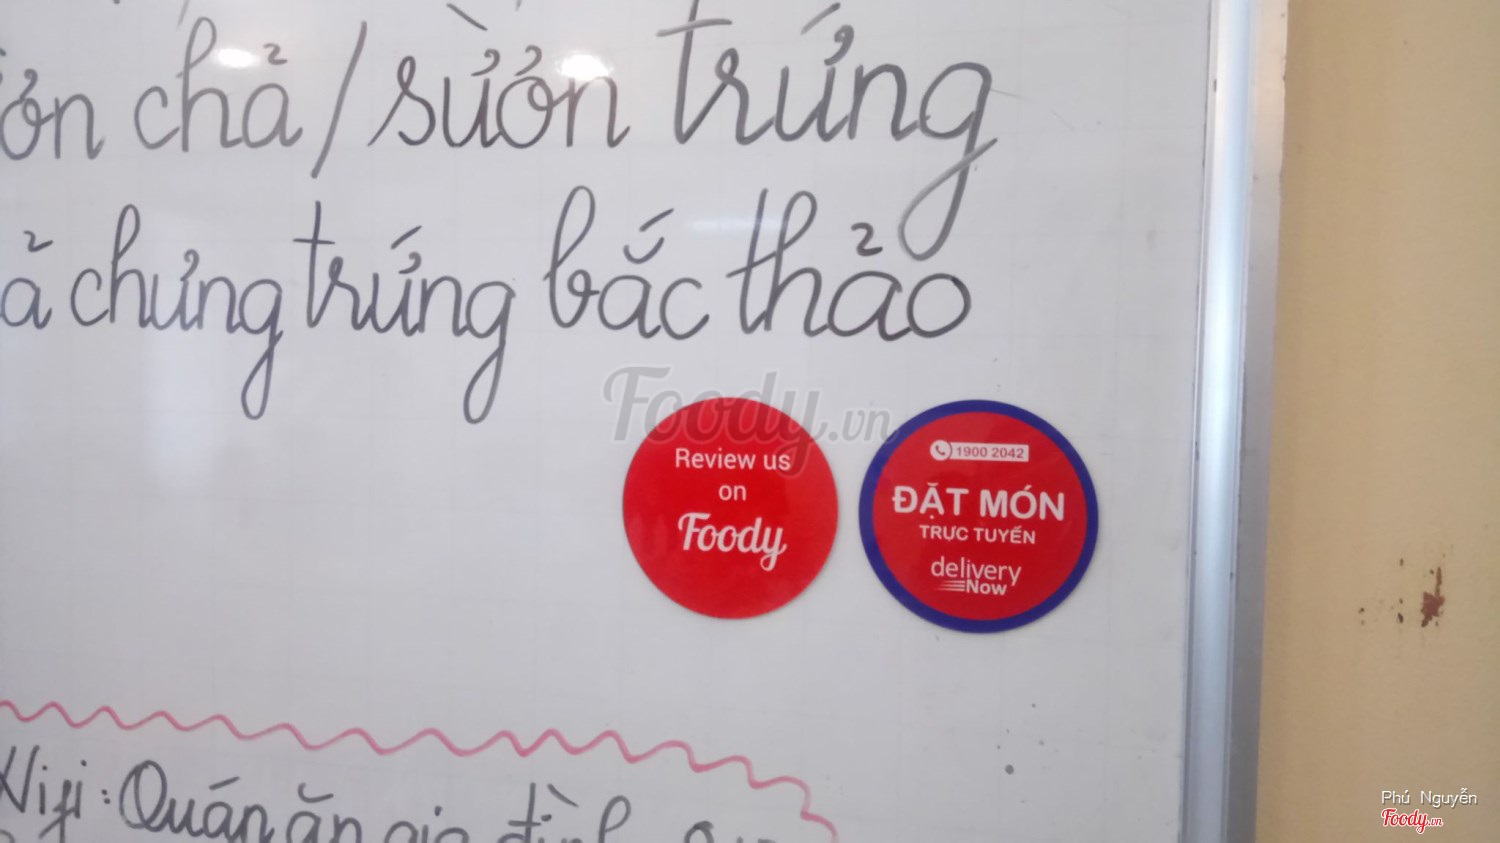 chả / sườn trứng
chưng trứng bắc thảo
Foody.vn
Review us
on
Foody
1900 2042
ĐẶT MÓN
TRỰC TUYẾN
delivery
Now
Wifi: Quán ăn gia đình
Phú Nguyễn
Foody.vn